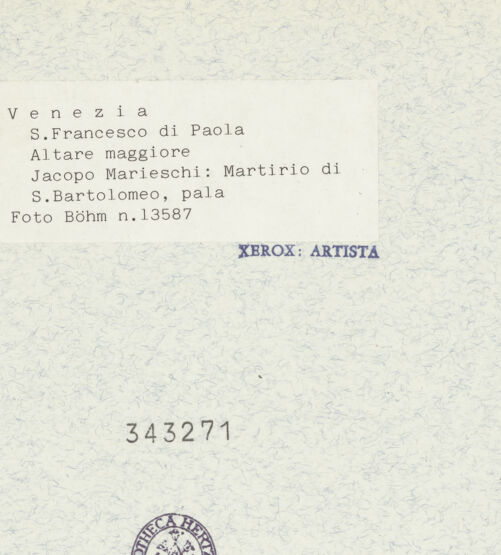 V e n e z i a
S.Francesco di Paola
Altare maggiore
Jacopo Marieschi: Martirio di
S.Bartolomeo, pala
Foto Böhm n.13587
XEROX: ARTISTA
343271